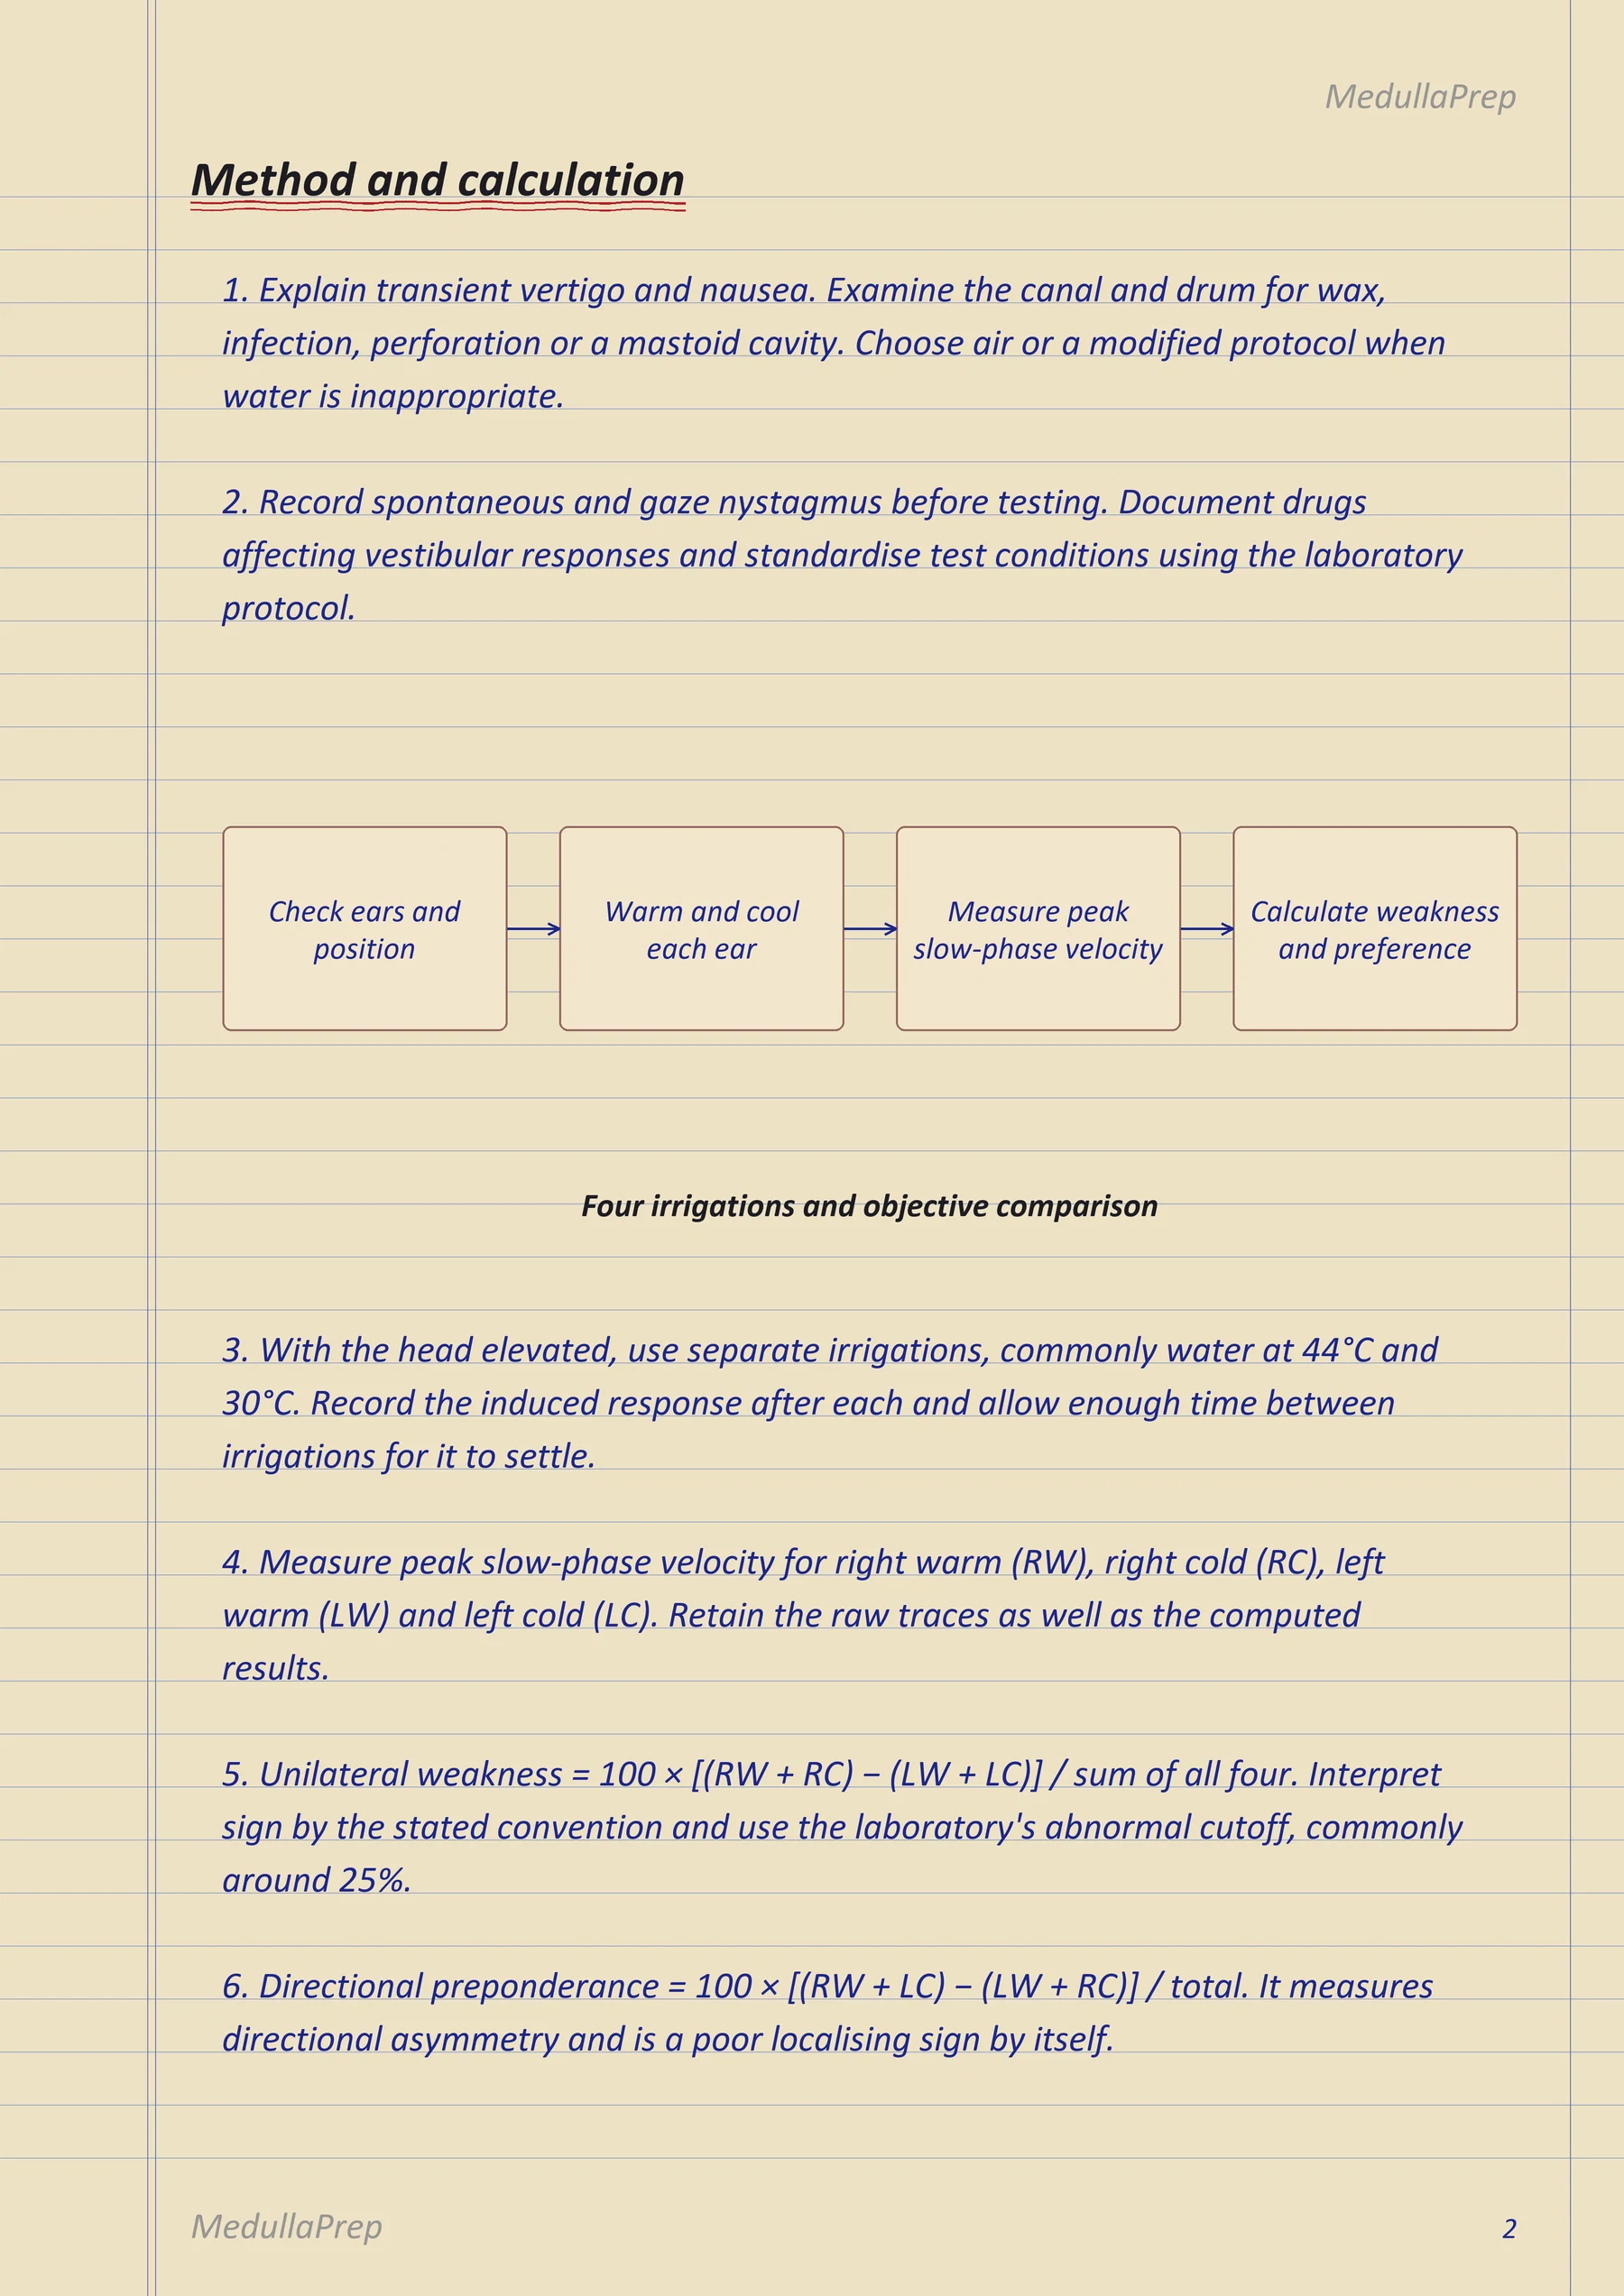 MedullaPrep
Method and calculation
1. Explain transient vertigo and nausea. Examine the canal and drum for wax,
infection, perforation or a mastoid cavity. Choose air or a modified protocol when
water is inappropriate.
2. Record spontaneous and gaze nystagmus before testing. Document drugs
affecting vestibular responses and standardise test conditions using the laboratory
protocol.
Check ears and
position
Warm and cool
each ear
Measure peak
slow-phase velocity
Calculate weakness
and preference
Four irrigations and objective comparison
3. With the head elevated, use separate irrigations, commonly water at 44°C and
30°C. Record the induced response after each and allow enough time between
irrigations for it to settle.
4. Measure peak slow-phase velocity for right warm (RW), right cold (RC), left
warm (LW) and left cold (LC). Retain the raw traces as well as the computed
results.
5. Unilateral weakness = 100 × [(RW + RC) − (LW + LC)] / sum of all four. Interpret
sign by the stated convention and use the laboratory's abnormal cutoff, commonly
around 25%.
6. Directional preponderance = 100 × [(RW + LC) − (LW + RC)] / total. It measures
directional asymmetry and is a poor localising sign by itself.
MedullaPrep
2